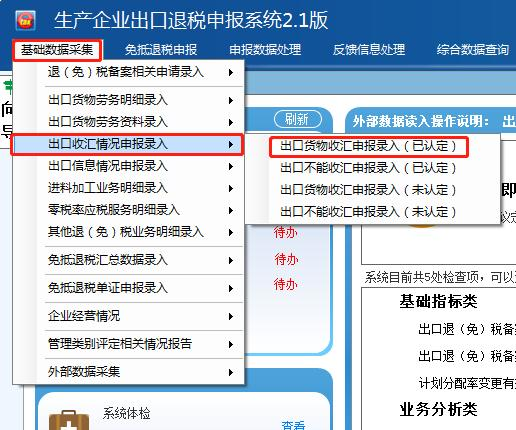 生产企业出口退税申报系统2.1版
基础数据采集 免抵退税申报 申报数据处理 反馈信息处理 综合数据查询
退（免）税备案相关申请录入
出口货物劳务明细录入
出口货物劳务资料录入
出口收汇情况申报录入
出口信息情况申报录入
进料加工业务明细录入
零税率应税服务明细录入
其他退（免）税业务明细录入
免抵退税汇总数据录入
免抵退税单证申报录入
企业经营情况
管理类别评定相关情况报告
外部数据采集
出口货物收汇申报录入（已认定）
出口不能收汇申报录入（已认定）
出口货物收汇申报录入（未认定）
出口不能收汇申报录入（未认定）
向
导
刷新
外部数据读入操作说明： 出
即
待办
待办
待办
系统目前共5处检查项，可以
基础指标类
出口退（免）税备
出口退（免）税备
计划分配率变更有
业务分析类
系统体检
查看